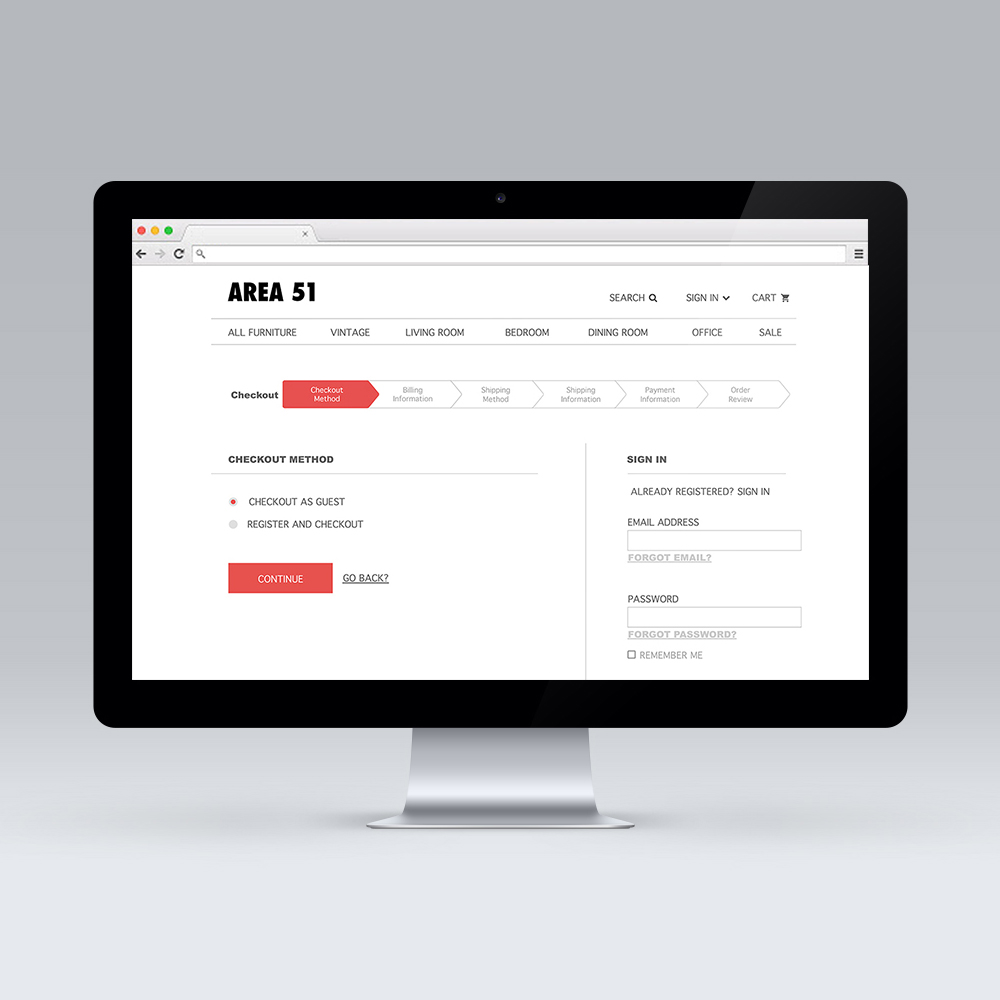 AREA 51
SEARCH
SIGN IN
CART
ALL FURNITURE
VINTAGE
LIVING ROOM
BEDROOM
DINING ROOM
OFFICE
SALE
Checkout
Checkout
Method
Billing
Information
Shipping
Method
Shipping
Information
Payment
Information
Order
Review
CHECKOUT METHOD
CHECKOUT AS GUEST
REGISTER AND CHECKOUT
CONTINUE
GO BACK?
SIGN IN
ALREADY REGISTERED? SIGN IN
EMAIL ADDRESS
FORGOT EMAIL?
PASSWORD
FORGOT PASSWORD?
REMEMBER ME